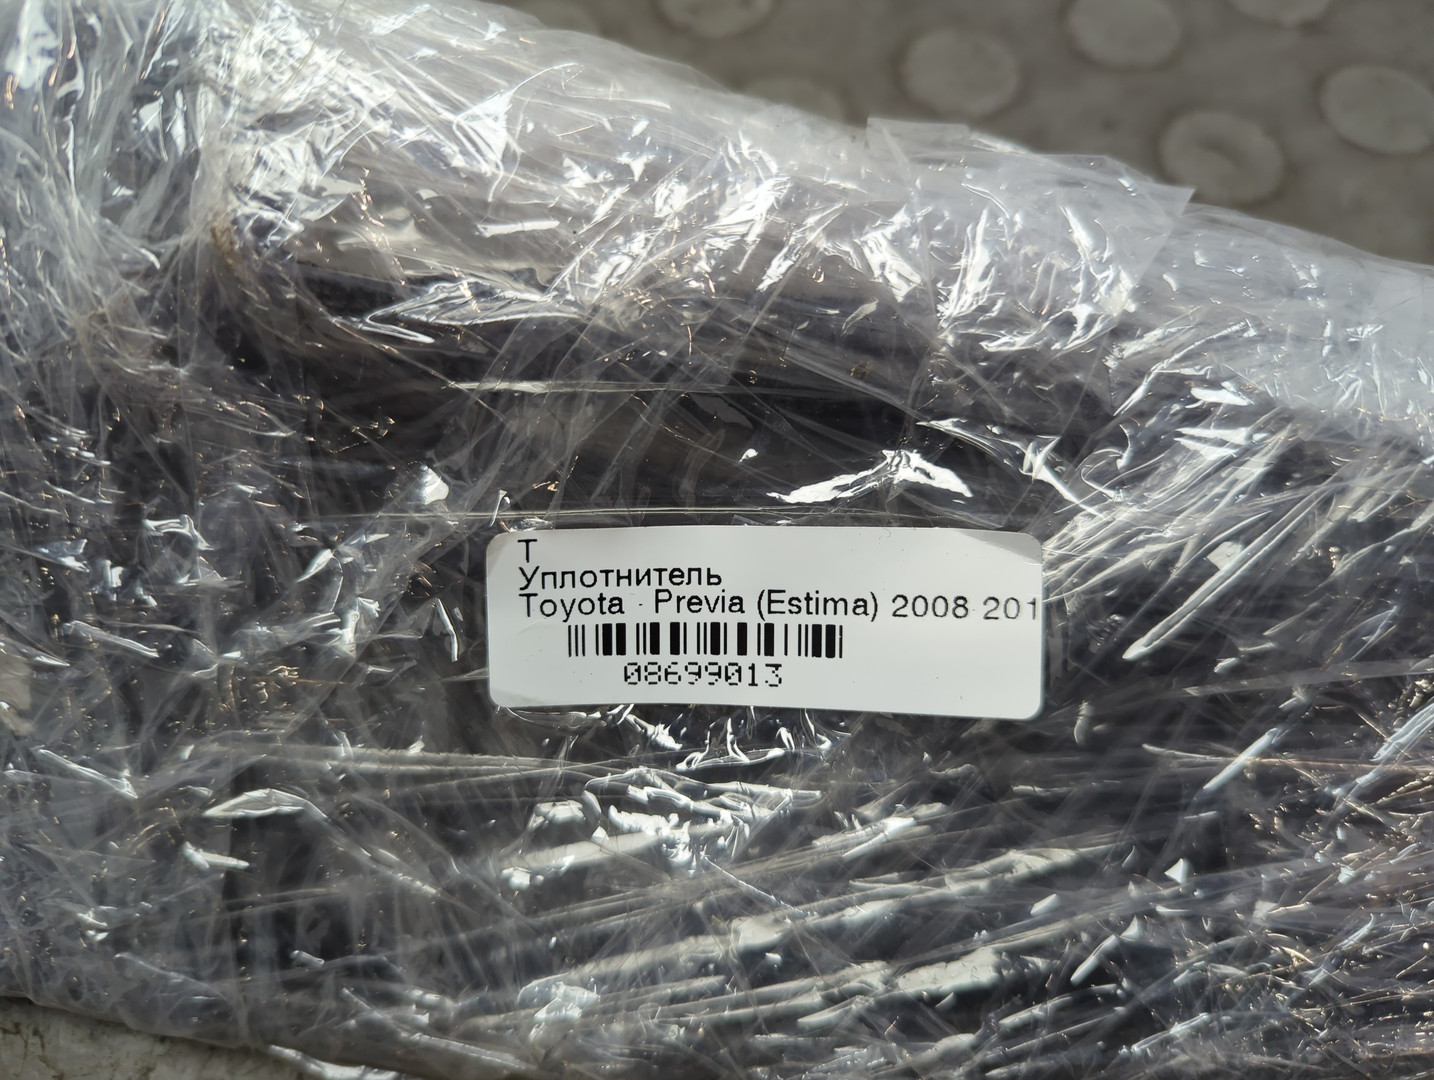 Т
Уплотнитель
Toyota - Previa (Estima) 2008 201
08699013